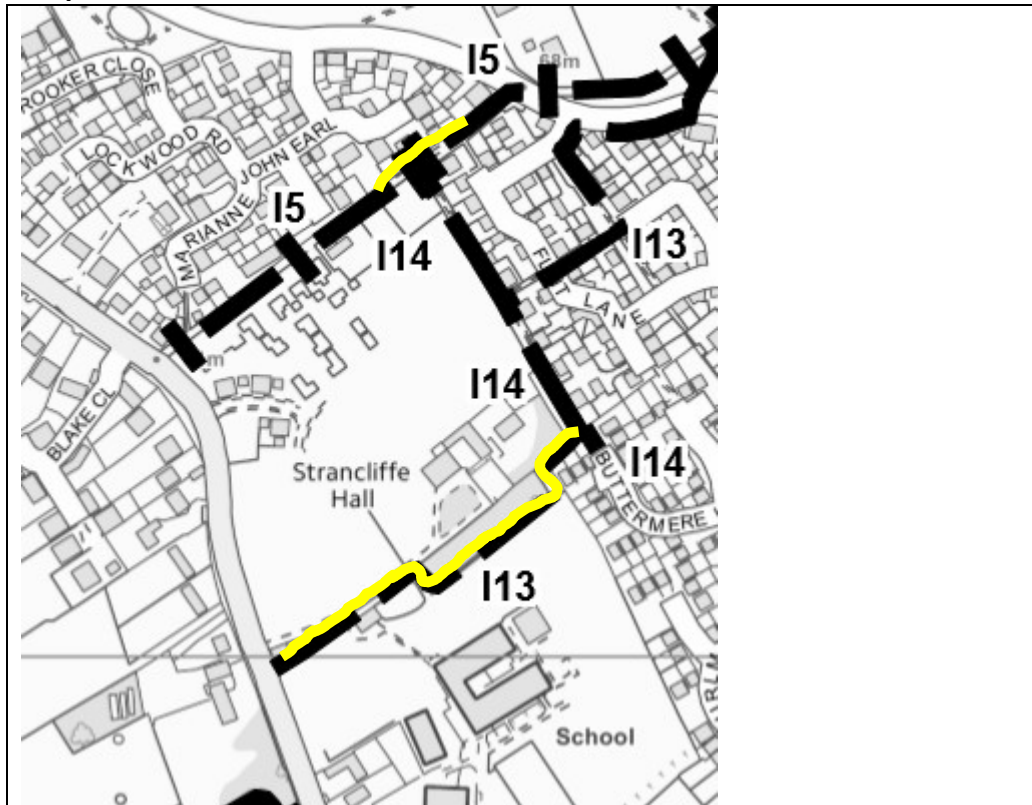 ROOKER CLOSE
LOCKWOOD RD
JOHN EARL
MARIANNE
I5
68m
I5
I14
I13
FLINT LANE
BLAKE CL
m
I14
I14
Strancliffe
Hall
BUTTERMERE
I13
School